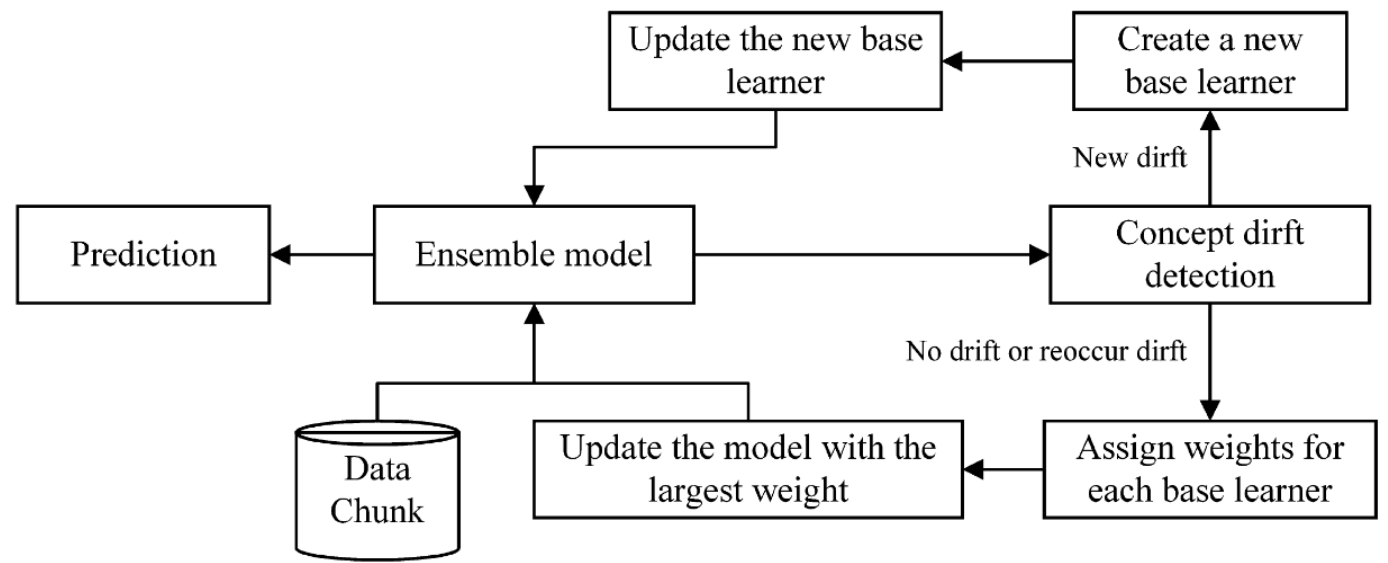 Update the new base
learner
Create a new
base learner
New dirft
Prediction
Ensemble model
Concept dirft
detection
No drift or reoccur dirft
Data
Chunk
Update the model with the
largest weight
Assign weights for
each base learner